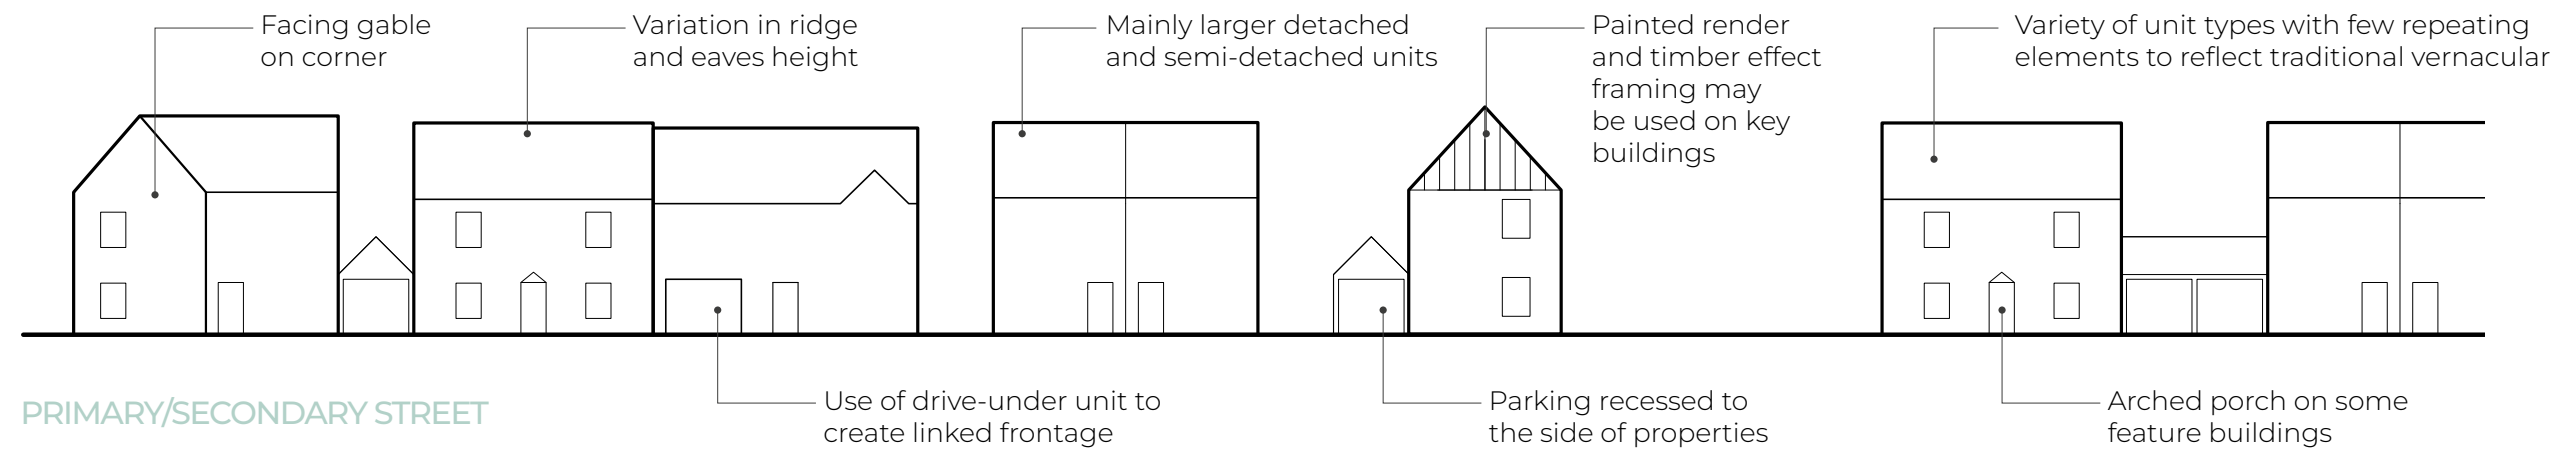 Facing gable
on corner
Variation in ridge
and eaves height
Mainly larger detached
and semi-detached units
Painted render
and timber effect
framing may
be used on key
buildings
Variety of unit types with few repeating
elements to reflect traditional vernacular
PRIMARY/SECONDARY STREET
Use of drive-under unit to
create linked frontage
Parking recessed to
the side of properties
Arched porch on some
feature buildings